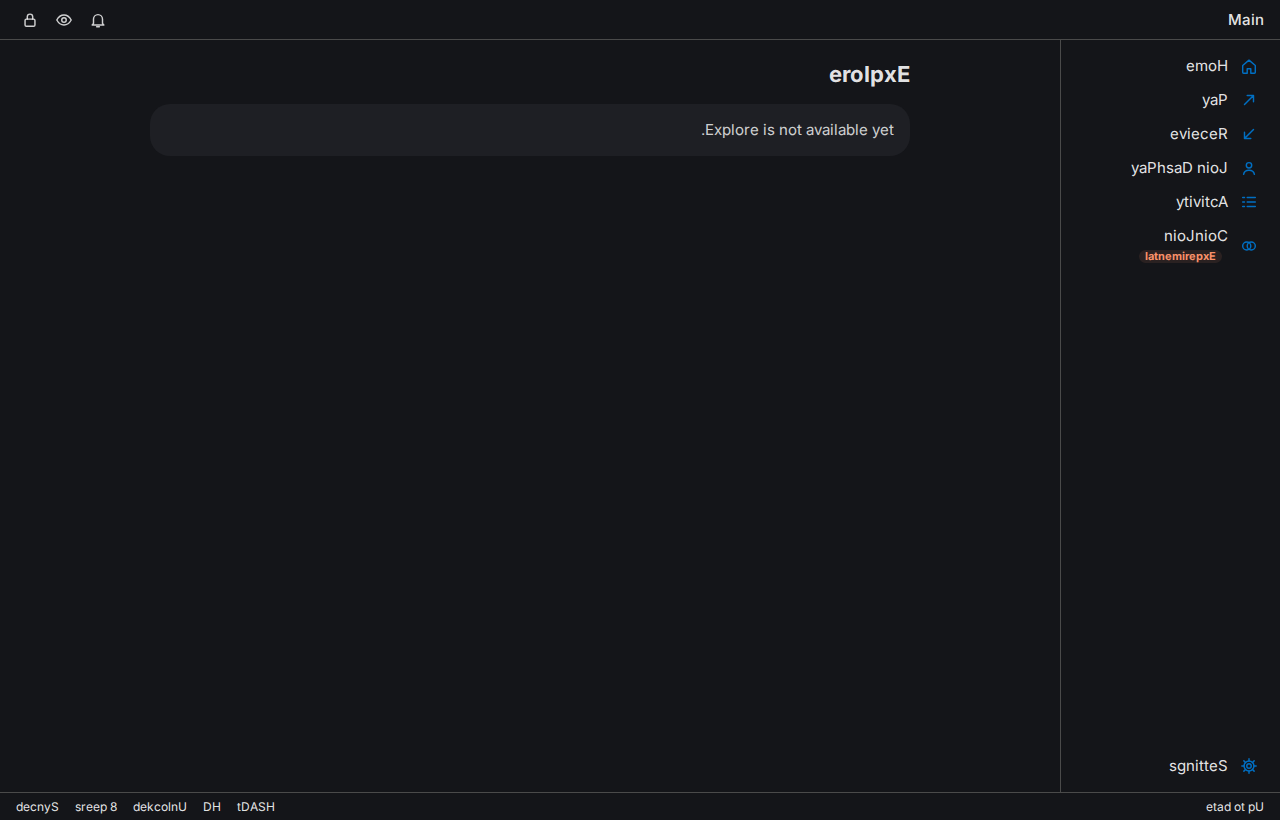 Main
erolpxE
.Explore is not available yet
emoH
yaP
evieceR
yaPhsaD nioJ
ytivitcA
nioJnioC
latnemirepxE
sgnitteS
decnyS
sreep 8
dekcolnU
DH
tDASH
etad ot pU